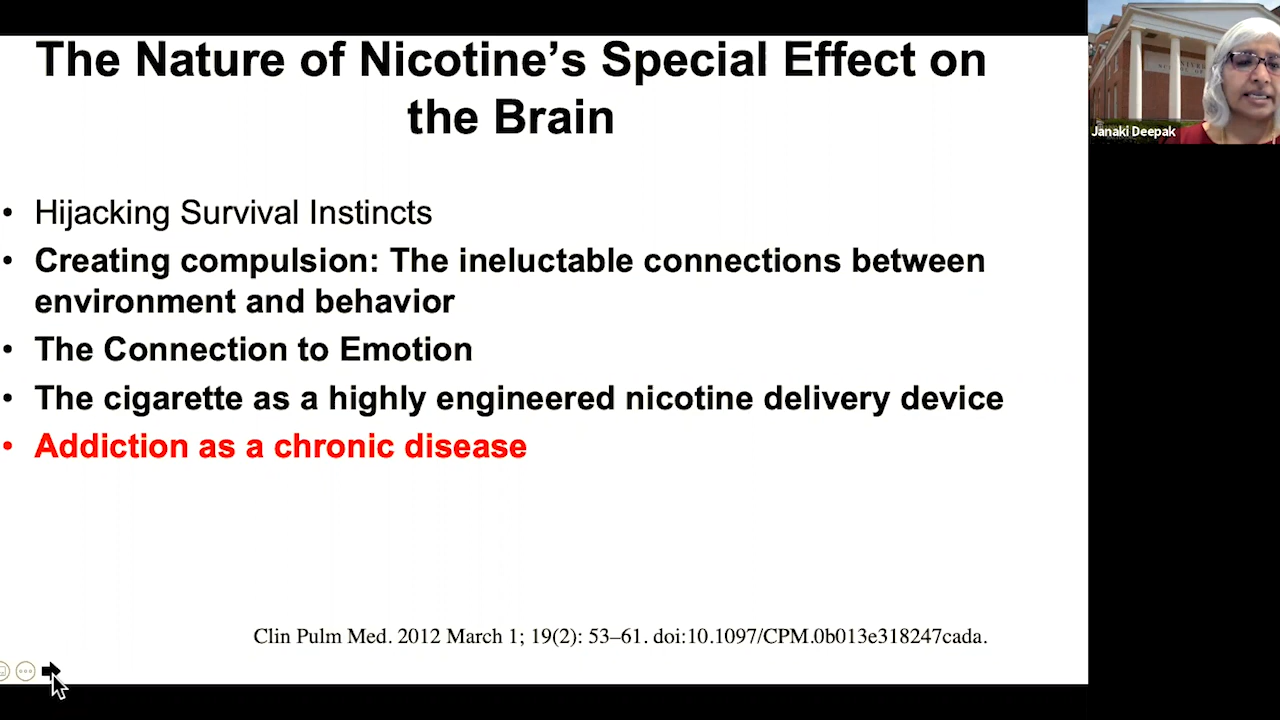 The Nature of Nicotine’s Special Effect on
the Brain
• Hijacking Survival Instincts
• Creating compulsion: The ineluctable connections between
environment and behavior
• The Connection to Emotion
• The cigarette as a highly engineered nicotine delivery device
• Addiction as a chronic disease
Clin Pulm Med. 2012 March 1; 19(2): 53–61. doi:10.1097/CPM.0b013e318247cada.
Janaki Deepak